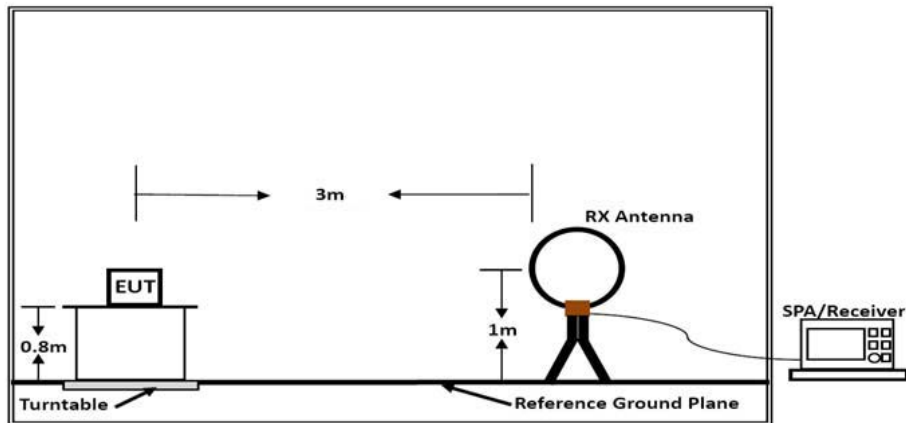 3m
RX Antenna
EUT
SPA/Receiver
0.8m
1m
Turntable
Reference Ground Plane